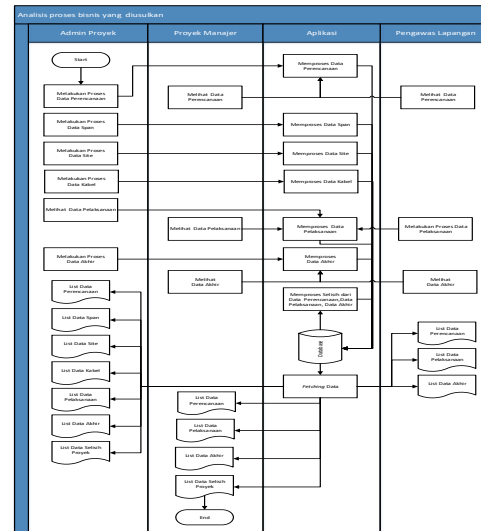 Analisis proses bisnis yang diusulkan
Admin Proyek
Proyek Manajer
Aplikasi
Pengawas Lapangan
Start
Memproses Data
Perencanaan
Melakukan Proses
Data Perencanaan
Melihat Data
Perencanaan
Melihat Data
Perencanaan
Melakukan Proses
Data Span
Memproses Data Span
Melakukan Proses
Data Site
Memproses Data Site
Melakukan Proses
Data Kabel
Memproses Data Kabel
Melihat Data Pelaksanaan
Melihat Data Pelaksanaan
Memproses Data
Pelaksanaan
Melakukan Proses
Data Pelaksanaan
Melakukan Proses
Data Akhir
Memproses
Data Akhir
Melihat
Data Akhir
Melihat
Data Akhir
Memproses Selisih dari
Data Perencanaan,Data
Pelaksanaan, Data Akhir
Database
Fetching Data
List Data
Perencanaan
List Data Span
List Data Site
List Data Kabel
List Data
Pelaksanaan
List Data Akhir
List Data Selisih
Proyek
List Data
Perencanaan
List Data
Pelaksanaan
List Data Akhir
List Data Selisih
Proyek
End
List Data
Perencanaan
List Data
Pelaksanaan
List Data Akhir